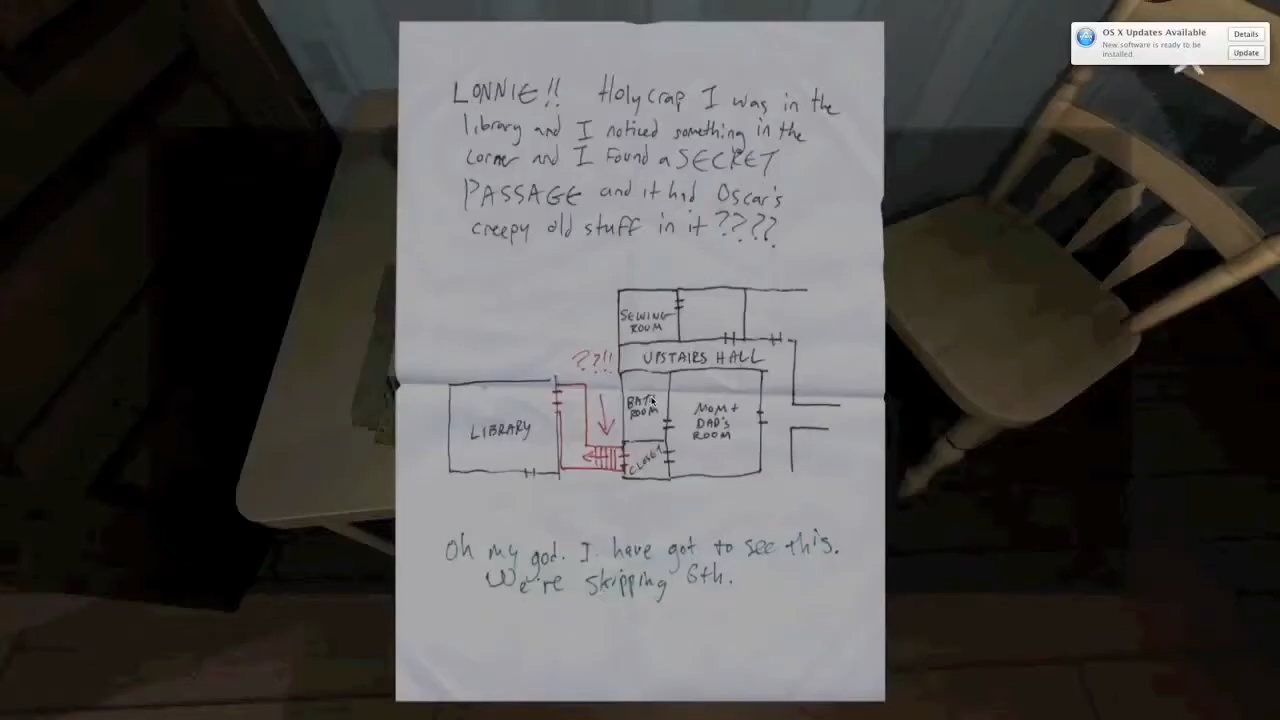 OS X Updates Available
New software is ready to be
installed.
Details
Update
LONNIE!! Holy crap I was in the
library and I noticed something in the
corner and I found a SECRET
PASSAGE and it had Oscar's
creepy old stuff in it????
SEWING
ROOM
UPSTAIRS HALL
??!!
BATH
ROOM
MOM +
DAD'S
ROOM
LIBRARY
CLOSET
Oh my god. I have got to see this.
We're skipping 6th.